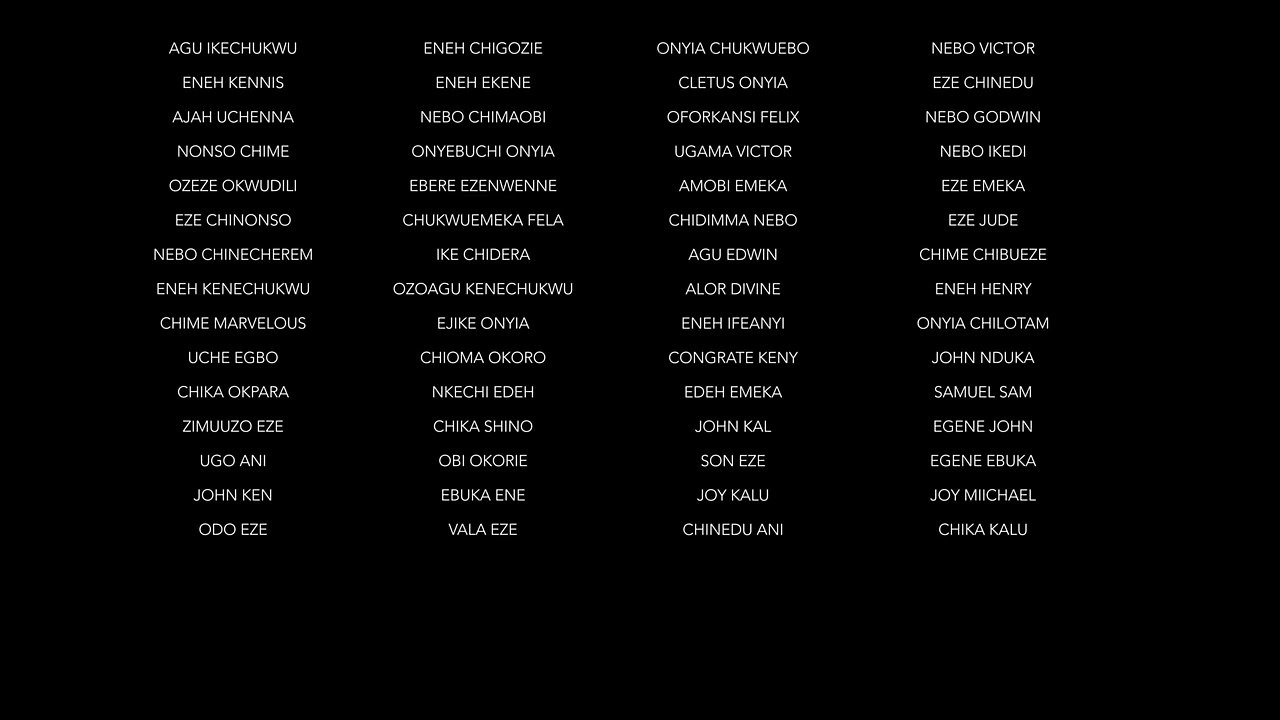 AGU IKECHUKWU ENEH CHIGOZIE ONYIA CHUKWUEBO NEBO VICTOR
ENEH KENNIS ENEH EKENE CLETUS ONYIA EZE CHINEDU
AJAH UCHENNA NEBO CHIMAOBI OFORKANSI FELIX NEBO GODWIN
NONSO CHIME ONYEBUCHI ONYIA UGAMA VICTOR NEBO IKEDI
OZEZE OKWUDILI EBERE EZENWENNE AMOBI EMEKA EZE EMEKA
EZE CHINONSO CHUKWUEMEKA FELA CHIDIMMA NEBO EZE JUDE
NEBO CHINECHEREM IKE CHIDERA AGU EDWIN CHIME CHIBUEZE
ENEH KENECHUKWU OZOAGU KENECHUKWU ALOR DIVINE ENEH HENRY
CHIME MARVELOUS EJIKE ONYIA ENEH IFEANYI ONYIA CHILOTAM
UCHE EGBO CHIOMA OKORO CONGRATE KENY JOHN NDUKA
CHIKA OKPARA NKECHI EDEH EDEH EMEKA SAMUEL SAM
ZIMUUZO EZE CHIKA SHINO JOHN KAL EGENE JOHN
UGO ANI OBI OKORIE SON EZE EGENE EBUKA
JOHN KEN EBUKA ENE JOY KALU JOY MIICHAEL
ODO EZE VALA EZE CHINEDU ANI CHIKA KALU